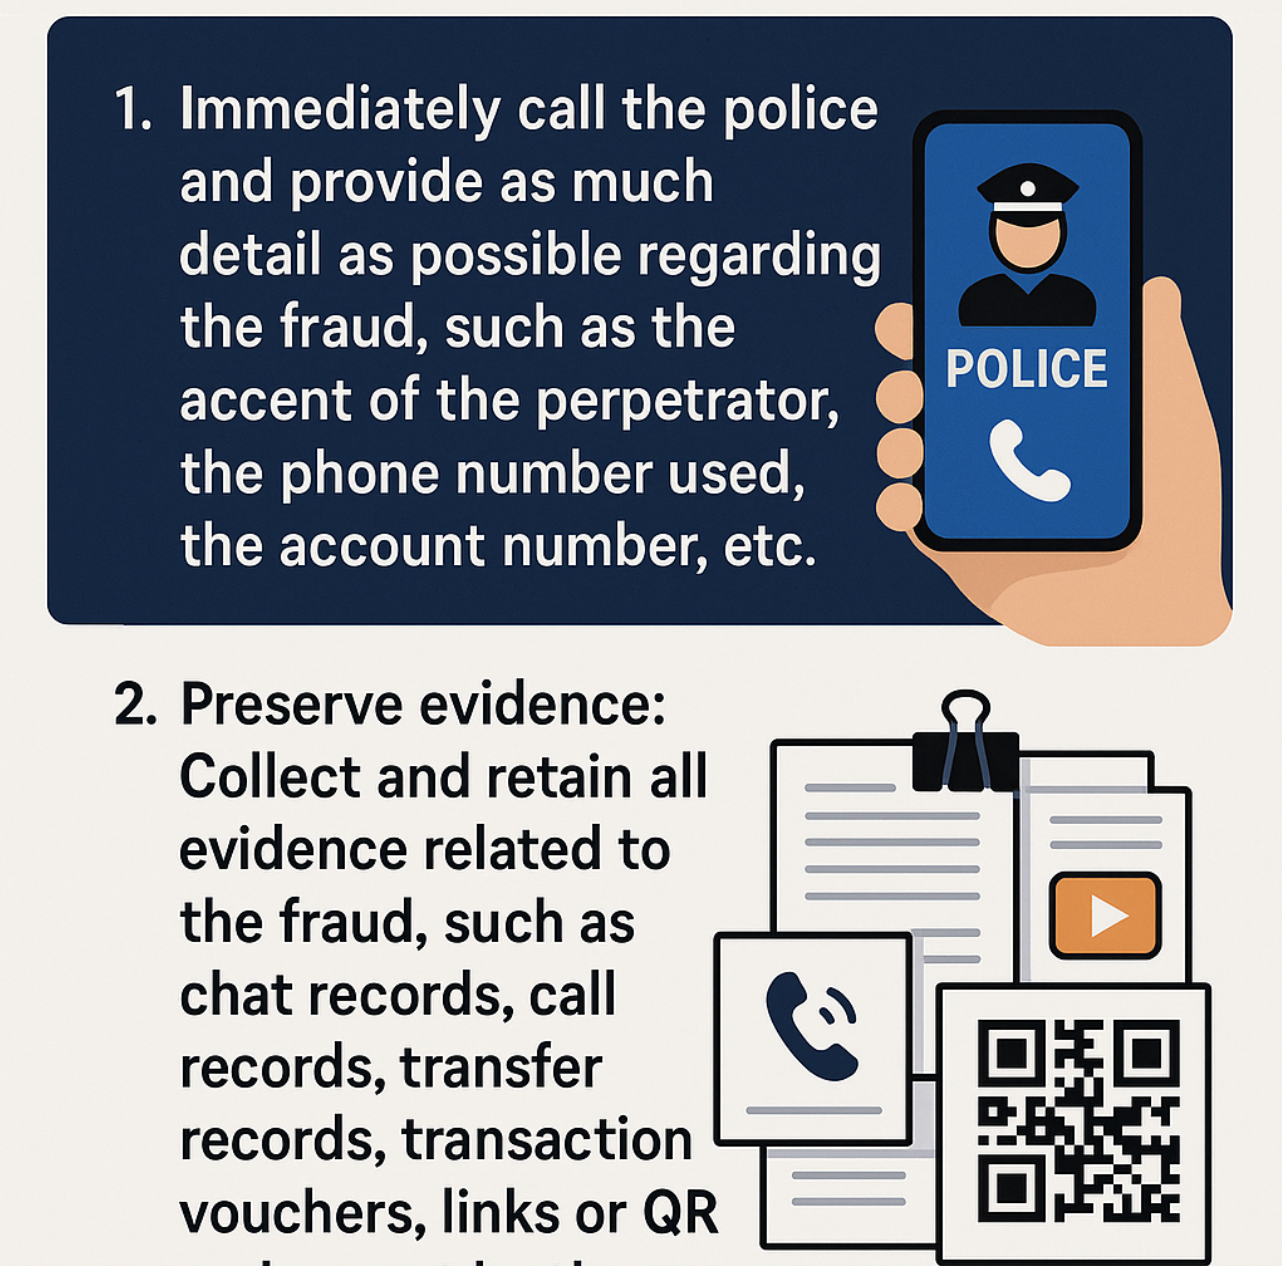 1. Immediately call the police
and provide as much
detail as possible regarding
the fraud, such as the
accent of the perpetrator,
the phone number used,
the account number, etc.
POLICE
2. Preserve evidence:
Collect and retain all
evidence related to
the fraud, such as
chat records, call
records, transfer
records, transaction
vouchers, links or QR